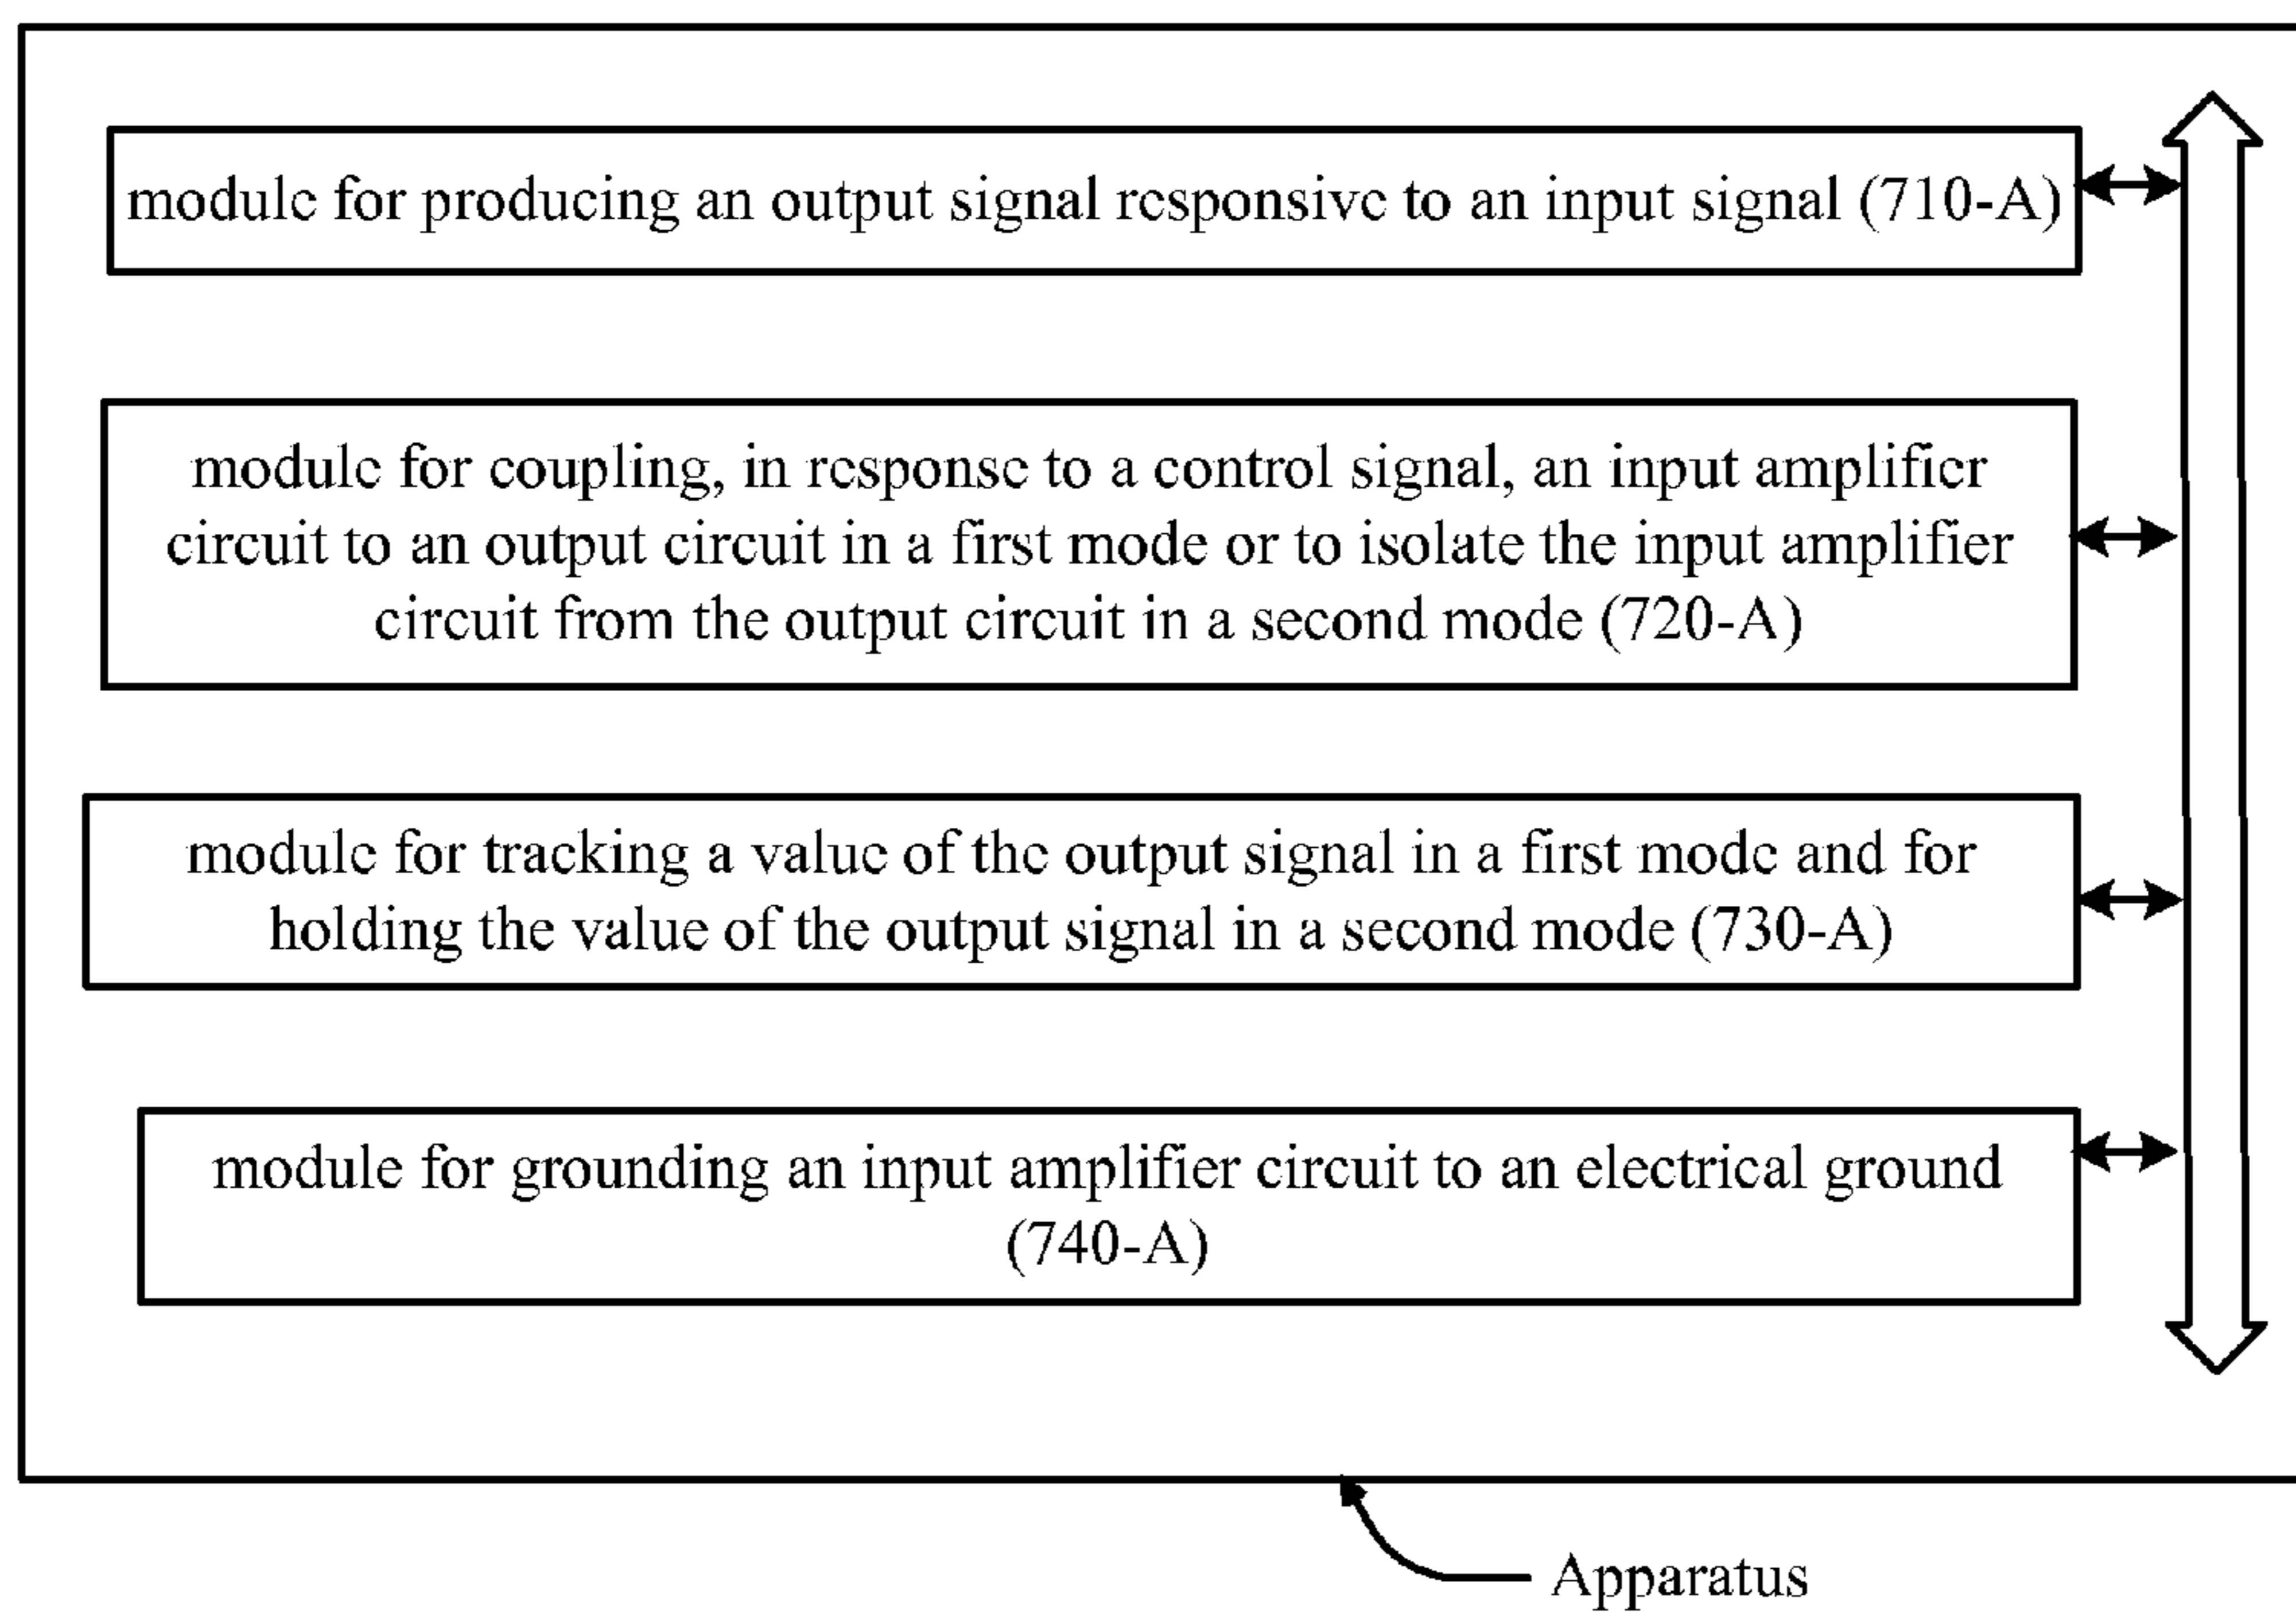 module for producing an output signal responsive to an input signal (710-A)
module for coupling, in response to a control signal, an input amplifier
circuit to an output circuit in a first mode or to isolate the input amplifier
circuit from the output circuit in a second mode (720-A)
module for tracking a value of the output signal in a first mode and for
holding the value of the output signal in a second mode (730-A)
module for grounding an input amplifier circuit to an electrical ground
(740-A)
Apparatus